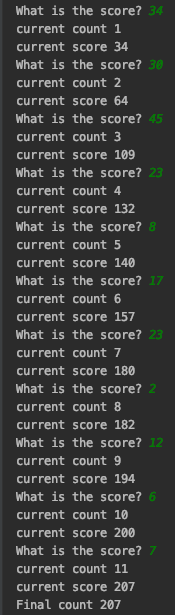 What is the score? 34
current count 1
current score 34
What is the score? 30
current count 2
current score 64
What is the score? 45
current count 3
current score 109
What is the score? 23
current count 4
current score 132
What is the score? 8
current count 5
current score 140
What is the score? 17
current count 6
current score 157
What is the score? 23
current count 7
current score 180
What is the score? 2
current count 8
current score 182
What is the score? 12
current count 9
current score 194
What is the score? 6
current count 10
current score 200
What is the score? 7
current count 11
current score 207
Final count 207